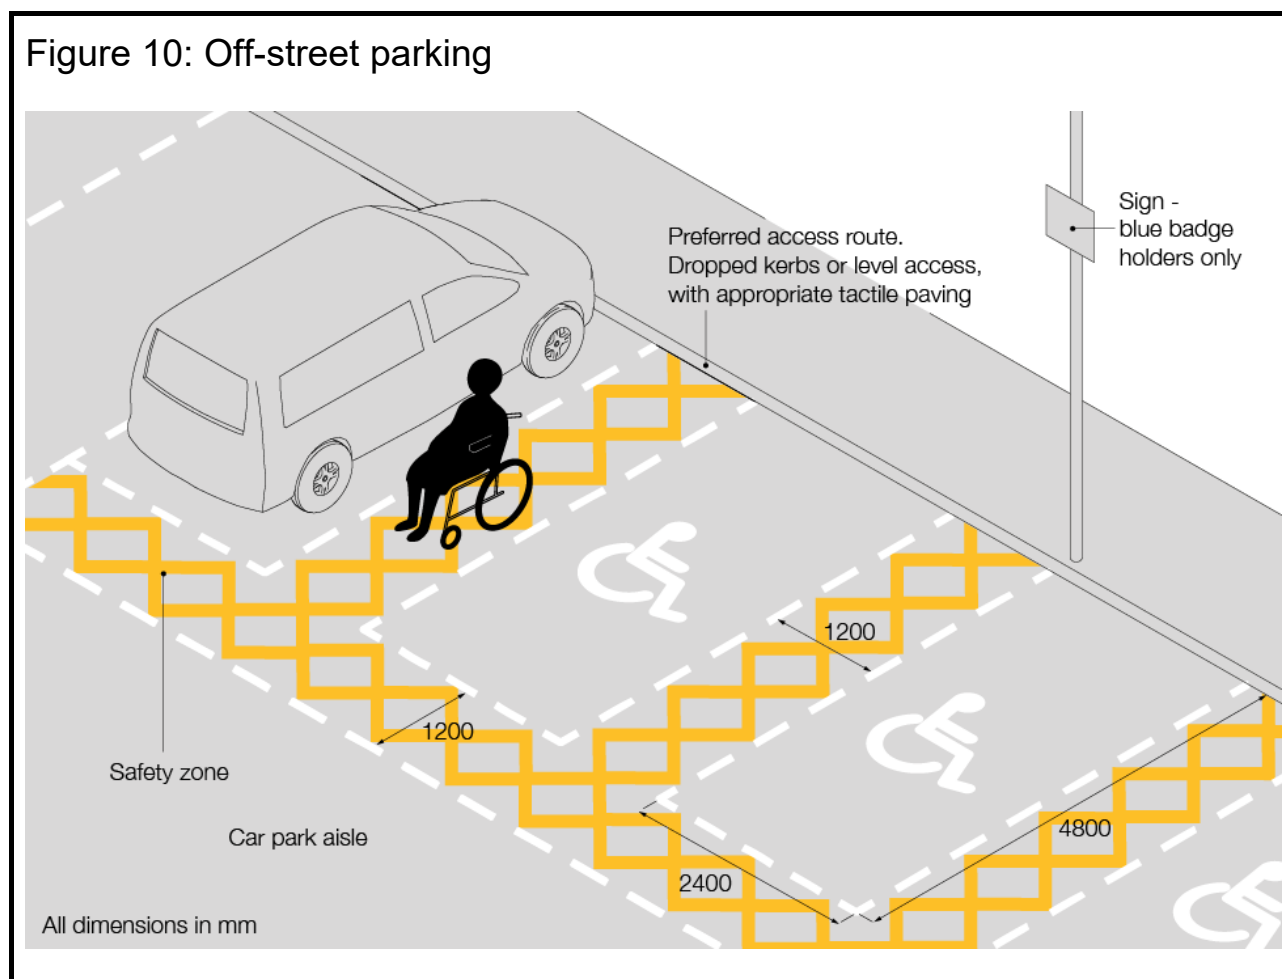 Figure 10: Off-street parking
Sign -
blue badge
holders only
Preferred access route.
Dropped kerbs or level access,
with appropriate tactile paving
1200
1200
Safety zone
4800
Car park aisle
2400
All dimensions in mm